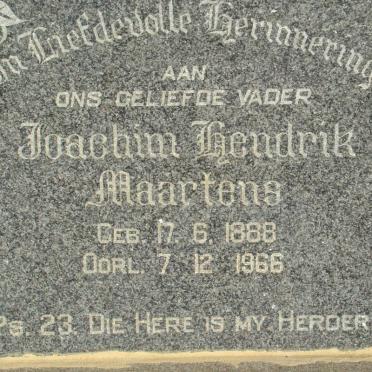 In Liefdevolle Herinnering
AAN
ONS GELIEFDE VADER
Joachim Hendrik
Maartens
GEB. 17. 6. 1888
OORL. 7 12 1966
Ps. 23. DIE HERE IS MY HERDER